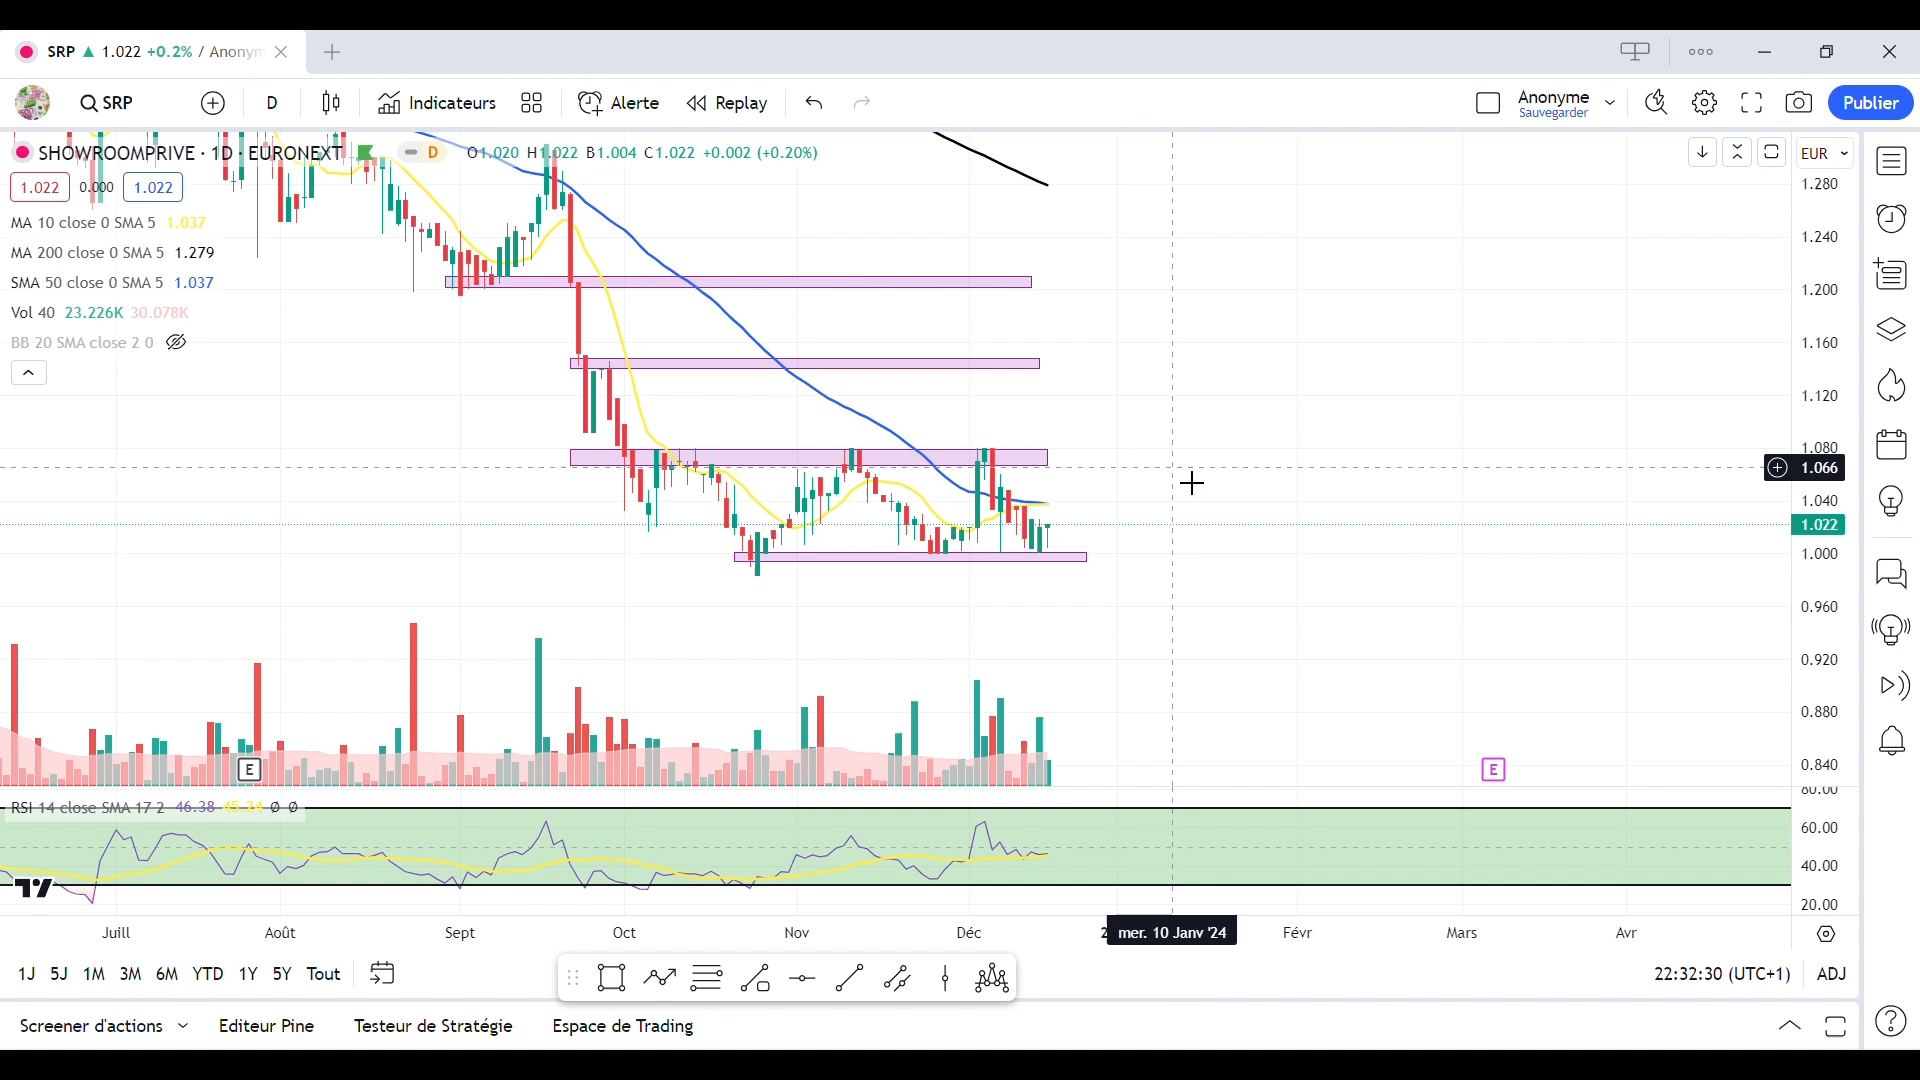 SRP ▲ 1.022 +0.2% / Anonym
SRP D Indicateurs Alerte Replay Anonyme Publier
Sauvegarder
SHOWROOMPRIVE · 1D · EURONEXT D O1.020 H1.022 B1.004 C1.022 +0.002 (+0.20%) EUR
1.022 0.000 1.022
MA 10 close 0 SMA 5 1.037
MA 200 close 0 SMA 5 1.279
SMA 50 close 0 SMA 5 1.037
Vol 40 23.226K 30.078K
BB 20 SMA close 2 0
1.280
1.240
1.200
1.160
1.120
1.080
1.066
1.040
1.022
1.000
0.960
0.920
0.880
0.840
E E
RSI 14 close SMA 17 2 46.38 45.24 Ø Ø
80.00
60.00
40.00
20.00
Juill Août Sept Oct Nov Déc 2 mer. 10 Janv '24 Févr Mars Avr
1J 5J 1M 3M 6M YTD 1Y 5Y Tout 22:32:30 (UTC+1) ADJ
Screener d'actions Editeur Pine Testeur de Stratégie Espace de Trading